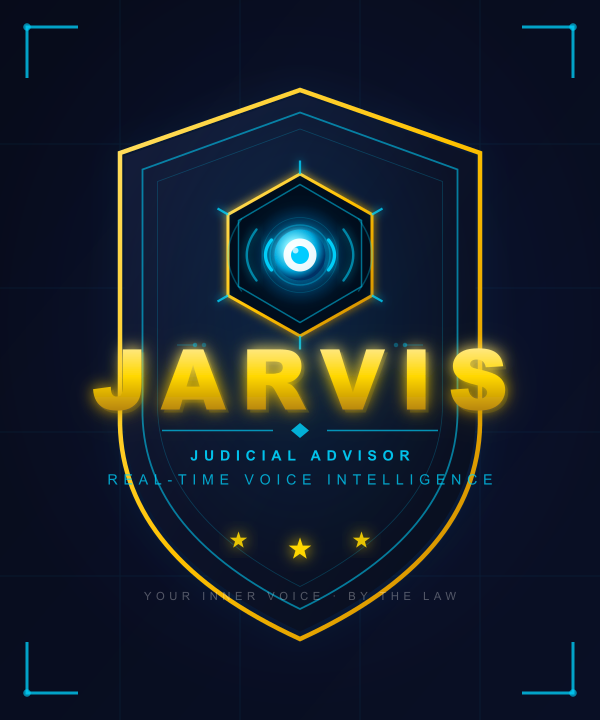 JARVIS
JUDICIAL ADVISOR
REAL-TIME VOICE INTELLIGENCE
YOUR INNER VOICE · BY THE LAW